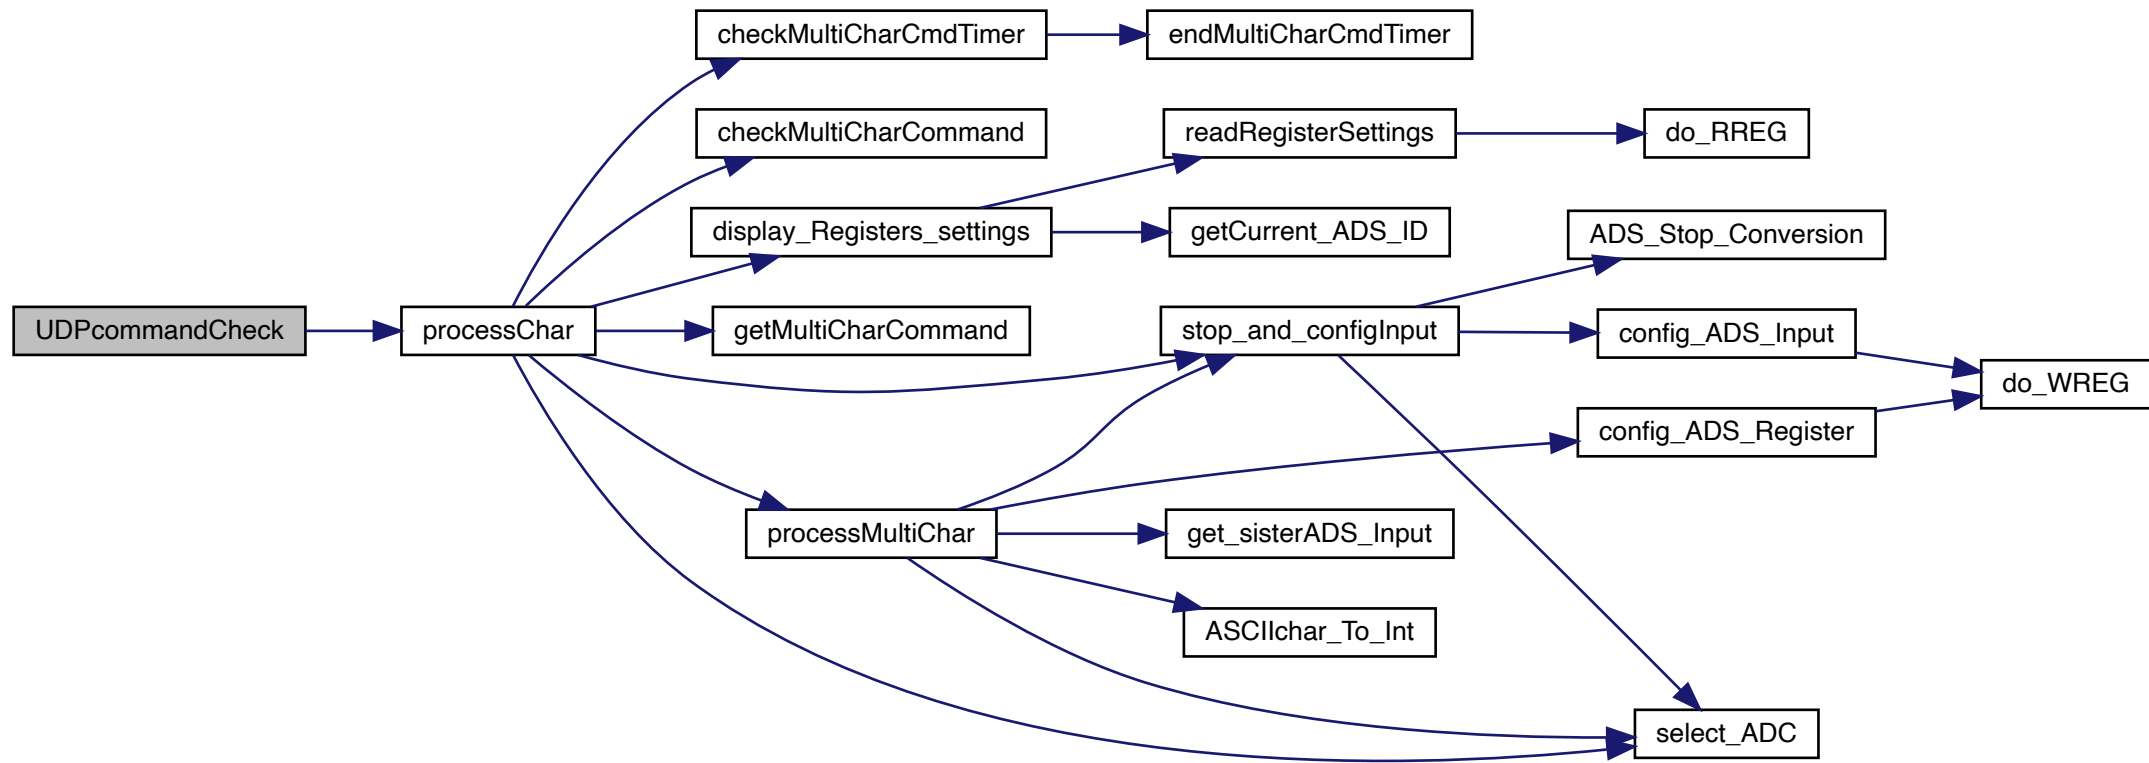 checkMultiCharCmdTimer
endMultiCharCmdTimer
checkMultiCharCommand
readRegisterSettings
do_RREG
display_Registers_settings
getCurrent_ADS_ID
ADS_Stop_Conversion
UDPcommandCheck
processChar
getMultiCharCommand
stop_and_configInput
config_ADS_Input
do_WREG
config_ADS_Register
processMultiChar
get_sisterADS_Input
ASCIIchar_To_Int
select_ADC